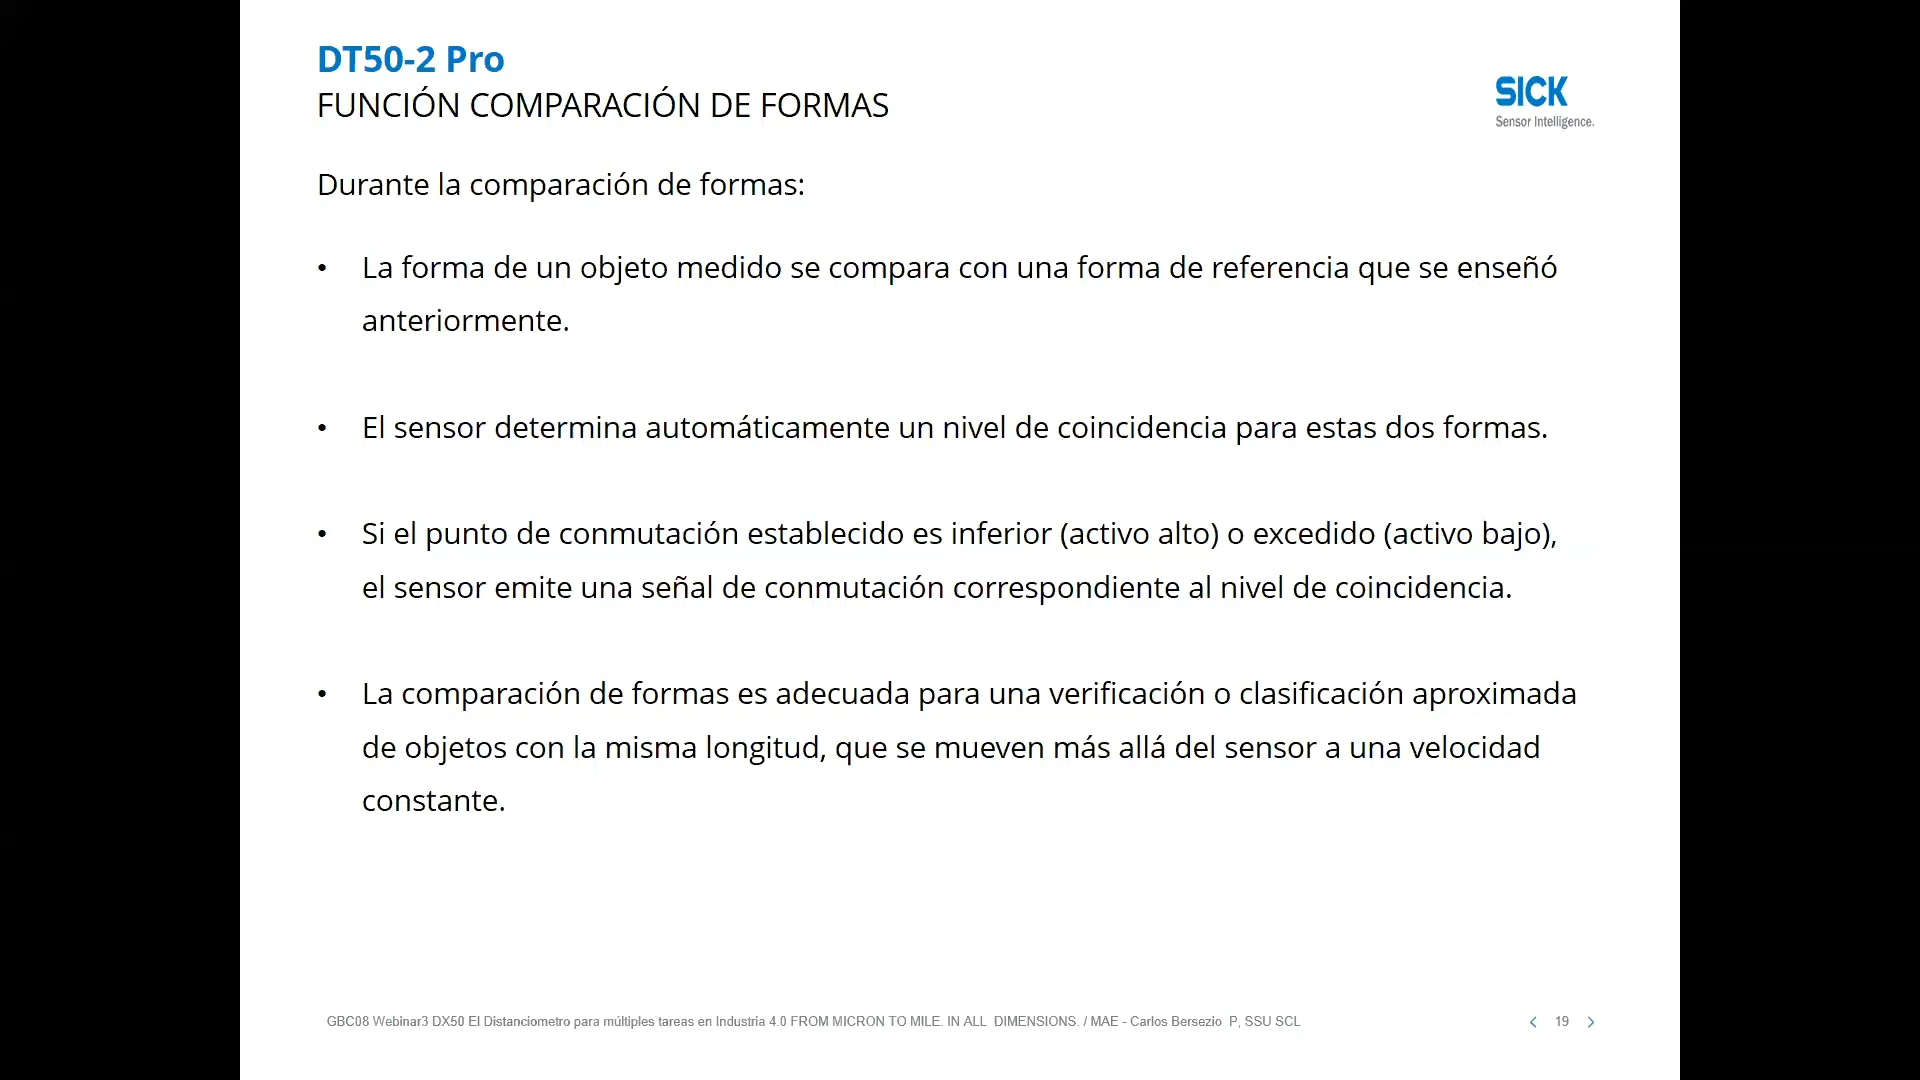 DT50-2 Pro
FUNCIÓN COMPARACIÓN DE FORMAS
SICK
Sensor Intelligence.
Durante la comparación de formas:
• La forma de un objeto medido se compara con una forma de referencia que se enseñó
anteriormente.
• El sensor determina automáticamente un nivel de coincidencia para estas dos formas.
• Si el punto de conmutación establecido es inferior (activo alto) o excedido (activo bajo),
el sensor emite una señal de conmutación correspondiente al nivel de coincidencia.
• La comparación de formas es adecuada para una verificación o clasificación aproximada
de objetos con la misma longitud, que se mueven más allá del sensor a una velocidad
constante.
GBC08 Webinar3 DX50 El Distanciometro para múltiples tareas en Industria 4.0 FROM MICRON TO MILE. IN ALL DIMENSIONS. / MAE - Carlos Bersezio P, SSU SCL
< 19 >